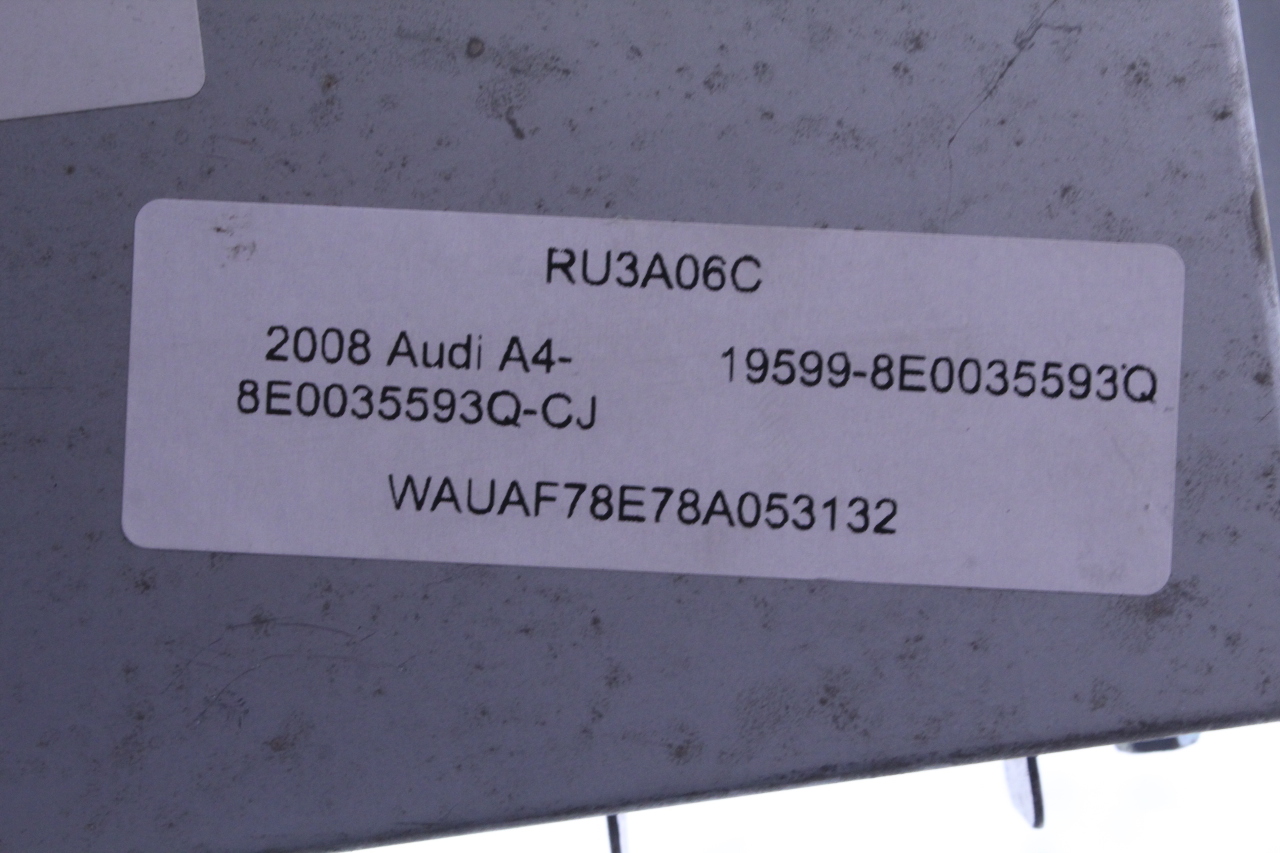 RU3A06C
2008 Audi A4-
8E0035593Q-CJ
19599-8E0035593Q
WAUAF78E78A053132